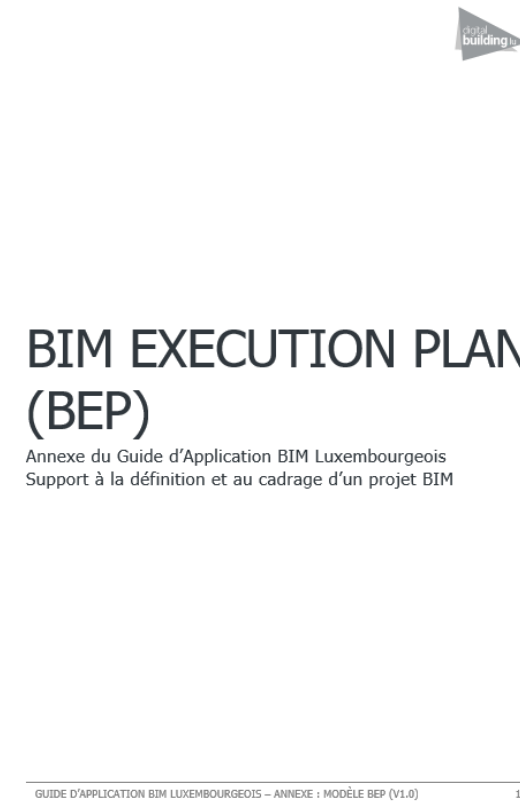 digital
building lu
BIM EXECUTION PLAN
(BEP)
Annexe du Guide d'Application BIM Luxembourgeois
Support à la définition et au cadrage d'un projet BIM
GUIDE D'APPLICATION BIM LUXEMBOURGEOIS – ANNEXE : MODÈLE BEP (V1.0) 1